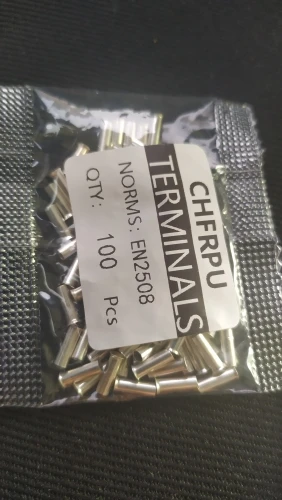 CHFRPU
TERMINALS
NORMS: EN2508
QTY: 100 Pcs